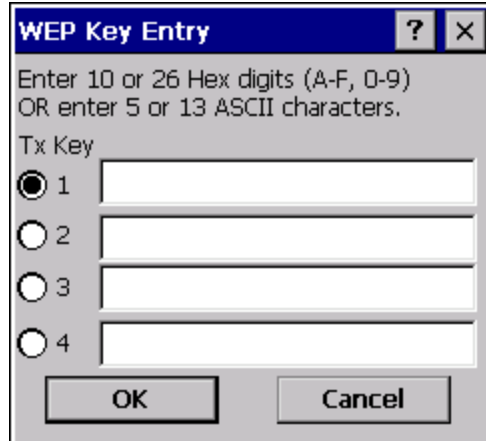 WEP Key Entry ? ×
Enter 10 or 26 Hex digits (A-F, 0-9)
OR enter 5 or 13 ASCII characters.
Tx Key
1
2
3
4
OK Cancel